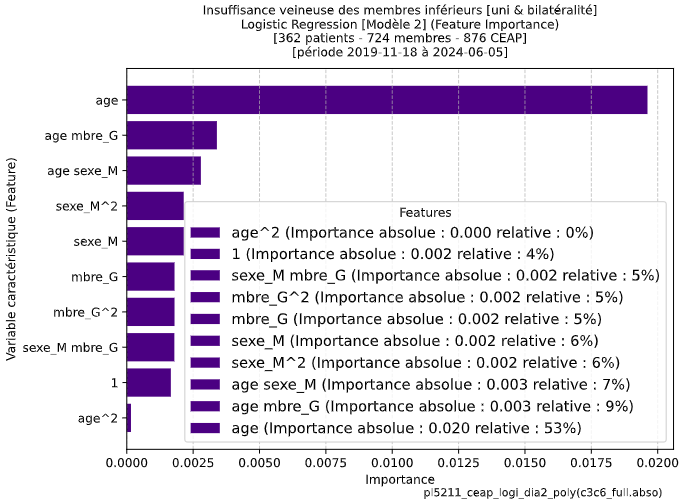 Insuffisance veineuse des membres inférieurs [uni & bilatéralité]
Logistic Regression [Modèle 2] (Feature Importance)
[362 patients - 724 membres - 876 CEAP]
[période 2019-11-18 à 2024-06-05]
Variable caractéristique (Feature)
age
age mbre_G
age sexe_M
sexe_M^2
sexe_M
mbre_G
mbre_G^2
sexe_M mbre_G
1
age^2
Features
age^2 (Importance absolue : 0.000 relative : 0%)
1 (Importance absolue : 0.002 relative : 4%)
sexe_M mbre_G (Importance absolue : 0.002 relative : 5%)
mbre_G^2 (Importance absolue : 0.002 relative : 5%)
mbre_G (Importance absolue : 0.002 relative : 5%)
sexe_M (Importance absolue : 0.002 relative : 6%)
sexe_M^2 (Importance absolue : 0.002 relative : 6%)
age sexe_M (Importance absolue : 0.003 relative : 7%)
age mbre_G (Importance absolue : 0.003 relative : 9%)
age (Importance absolue : 0.020 relative : 53%)
0.0000 0.0025 0.0050 0.0075 0.0100 0.0125 0.0150 0.0175 0.0200
Importance
pi5211_ceap_logi_dia2_poly(c3c6_full.abso)